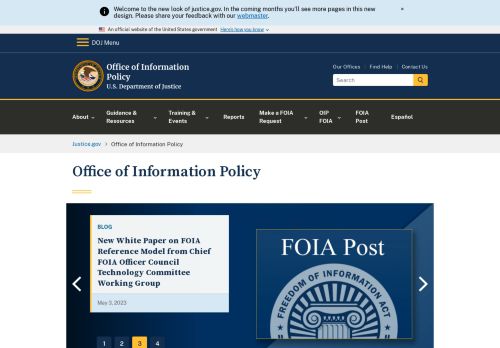 Welcome to the new look of justice.gov. In the coming months you'll see more pages in this new
design. Please share your feedback with our webmaster.
×
An official website of the United States government Here's how you know
DOJ Menu
Office of Information
Policy
U.S. Department of Justice
Our Offices Find Help Contact Us
Search
About
Guidance &
Resources
Training &
Events
Reports
Make a FOIA
Request
OIP
FOIA
FOIA
Post
Español
Justice.gov > Office of Information Policy
Office of Information Policy
BLOG
New White Paper on FOIA
Reference Model from Chief
FOIA Officer Council
Technology Committee
Working Group
May 3, 2023
FOIA Post
FREEDOM OF INFORMATION ACT
1 2 3 4